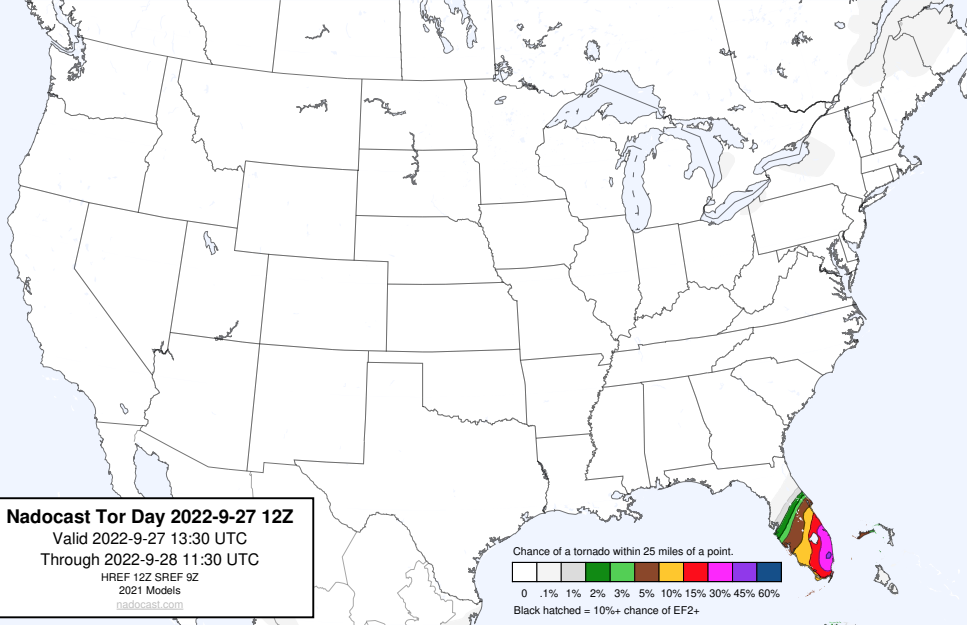 Nadocast Tor Day 2022-9-27 12Z
Valid 2022-9-27 13:30 UTC
Through 2022-9-28 11:30 UTC
HREF 12Z SREF 9Z
2021 Models
nadocast.com
Chance of a tornado within 25 miles of a point.
0 .1% 1% 2% 3% 5% 10% 15% 30% 45% 60%
Black hatched = 10%+ chance of EF2+